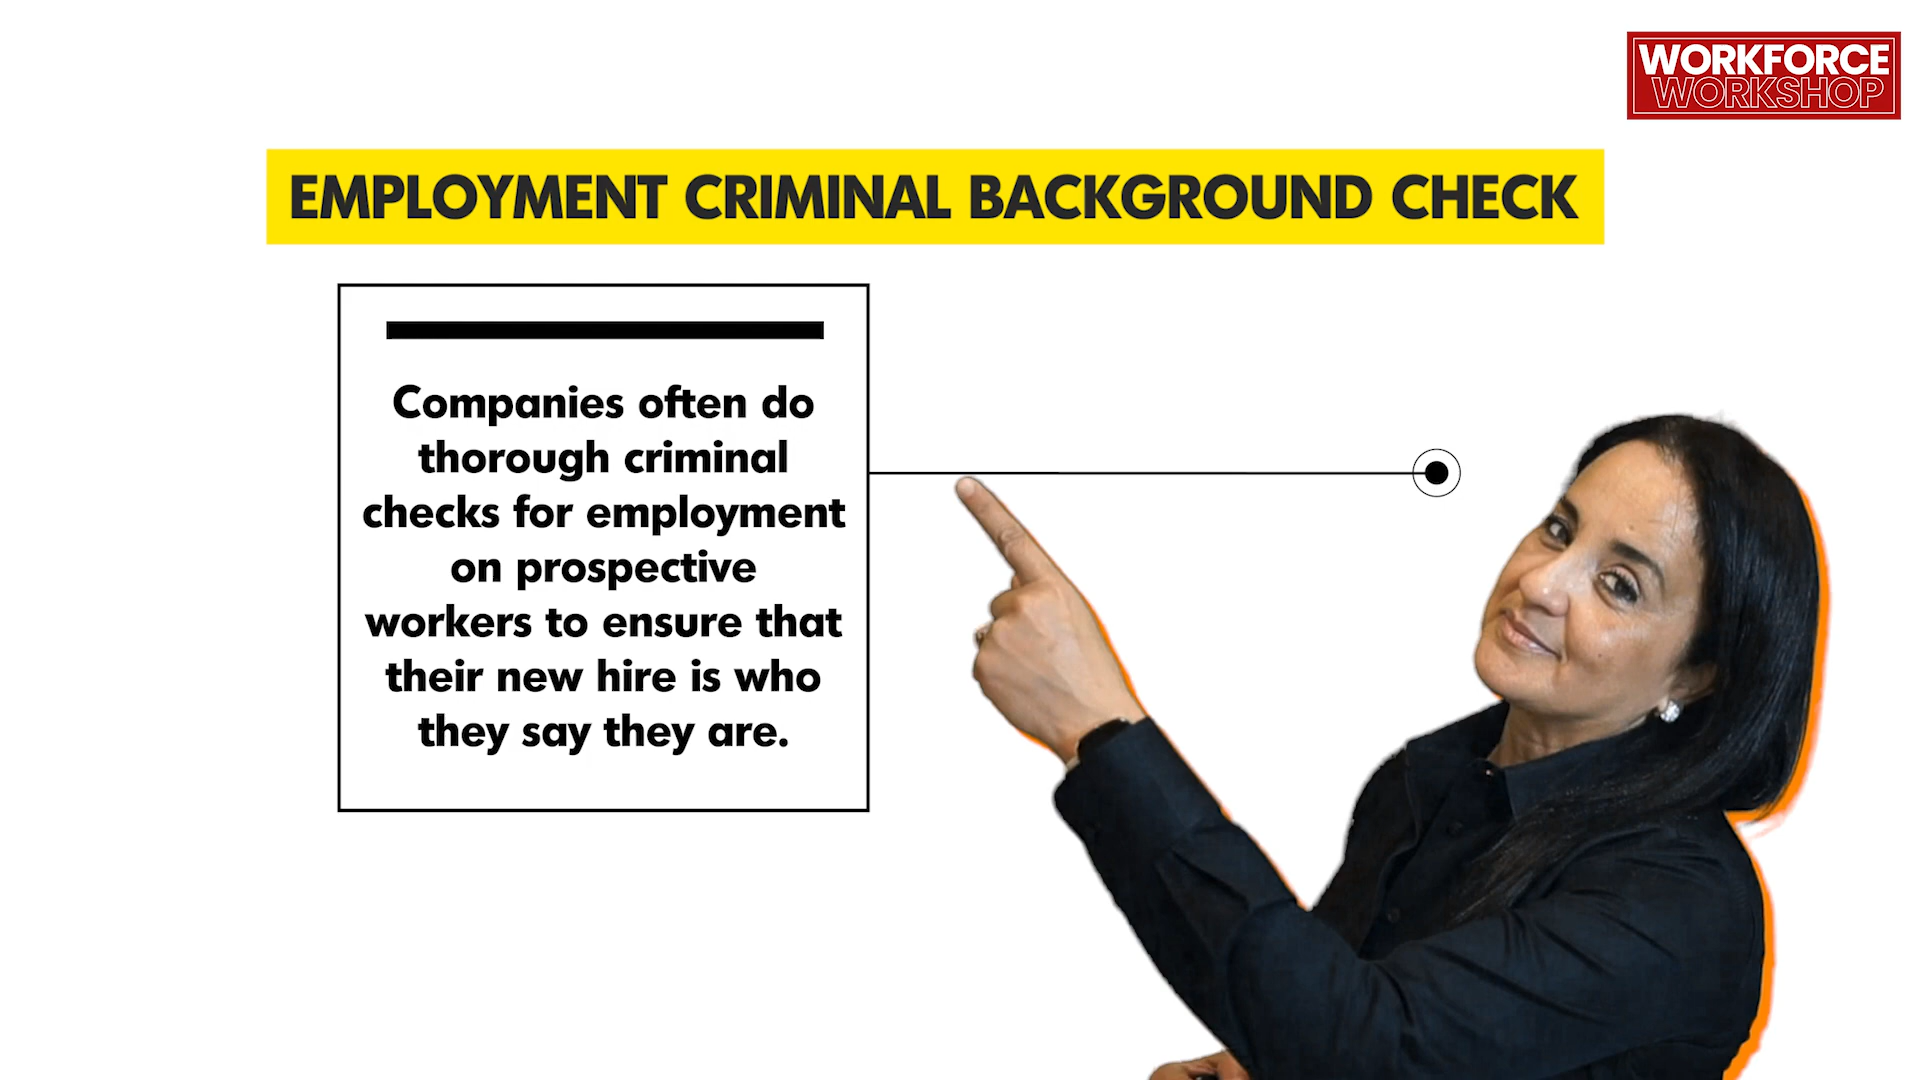 WORKFORCE
WORKSHOP
EMPLOYMENT CRIMINAL BACKGROUND CHECK
Companies often do
thorough criminal
checks for employment
on prospective
workers to ensure that
their new hire is who
they say they are.